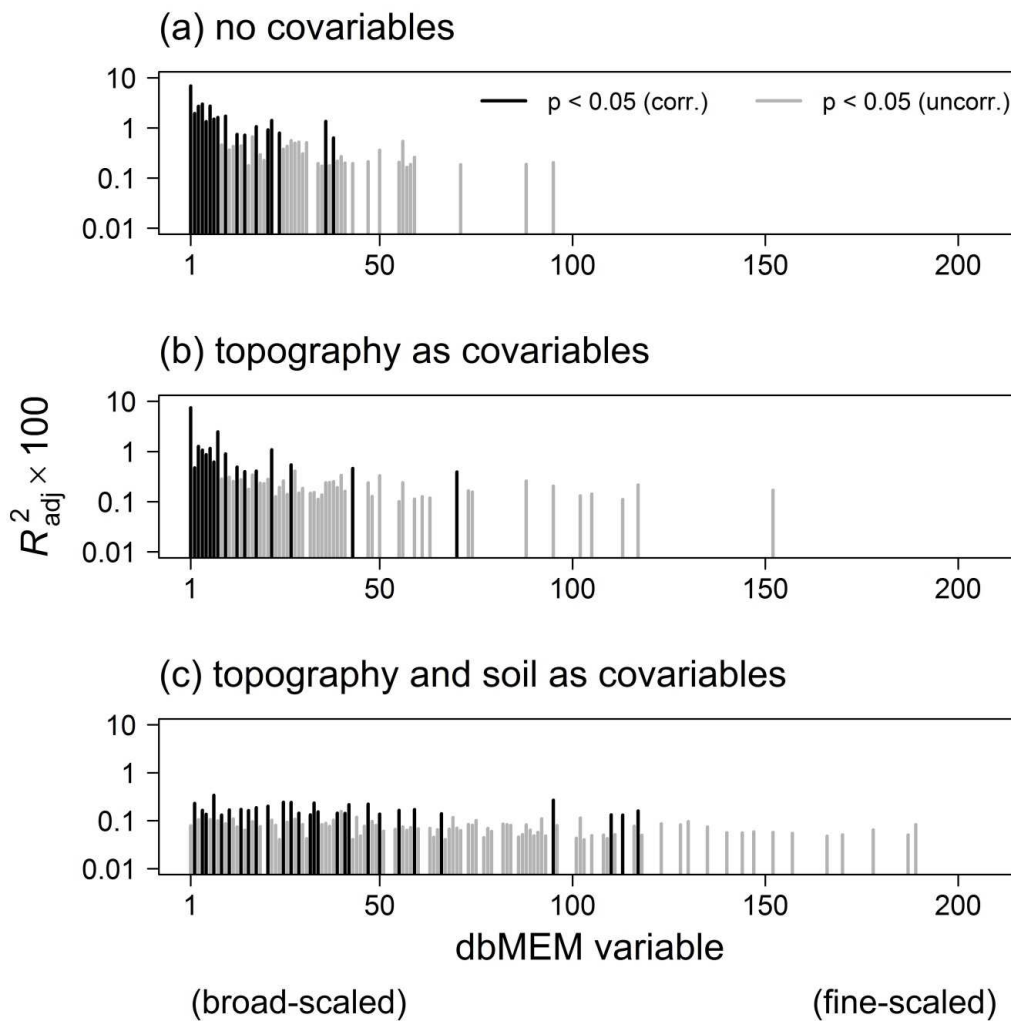 (a) no covariables
10
1
0.1
0.01
p < 0.05 (corr.)
p < 0.05 (uncorr.)
1 50 100 150 200
(b) topography as covariables
10
1
0.1
0.01
R²adj × 100
1 50 100 150 200
(c) topography and soil as covariables
10
1
0.1
0.01
1 50 100 150 200
dbMEM variable
(broad-scaled) (fine-scaled)